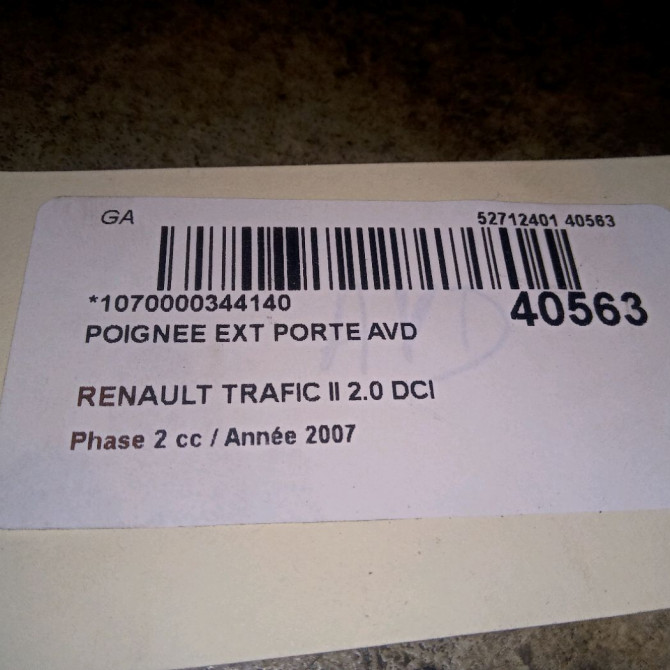 GA
52712401 40563
*1070000344140
40563
POIGNEE EXT PORTE AVD
AVD
RENAULT TRAFIC II 2.0 DCI
Phase 2 cc / Année 2007